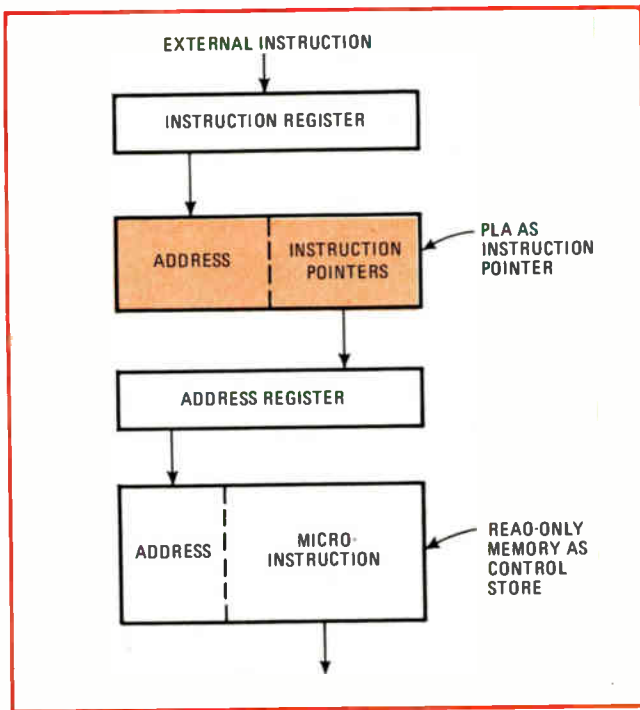 EXTERNAL INSTRUCTION
INSTRUCTION REGISTER
ADDRESS
INSTRUCTION
POINTERS
PLA AS
INSTRUCTION
POINTER
ADDRESS REGISTER
ADDRESS
MICRO-
INSTRUCTION
READ-ONLY
MEMORY AS
CONTROL
STORE